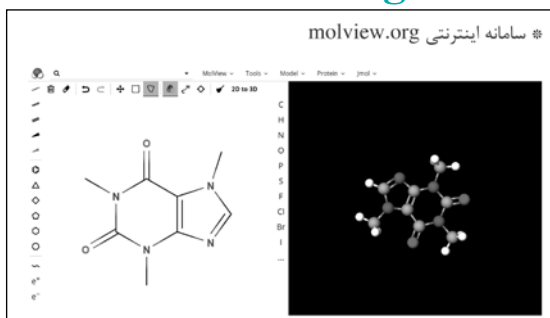 ❊ سامانه اینترنتی molview.org
MolView Tools Model Protein Jmol
2D to 3D
C
H
N
O
P
S
F
Cl
Br
I
...
e⁺
e⁻
O
N
N
O
N
N